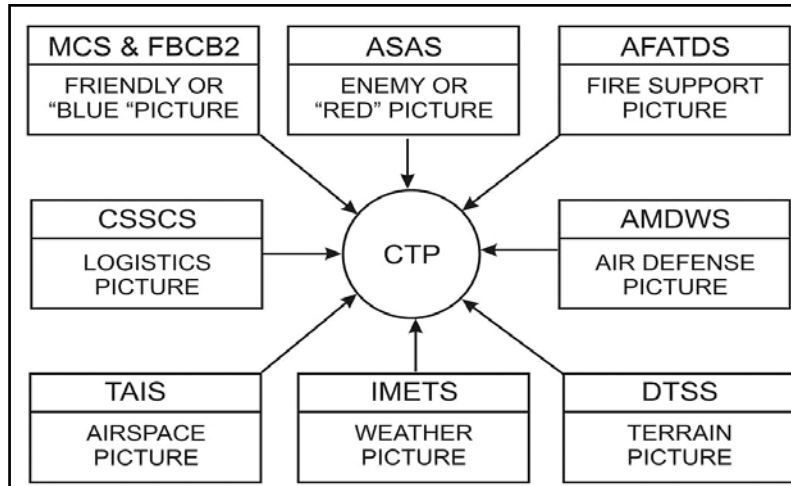 MCS & FBCB2
FRIENDLY OR
“BLUE “PICTURE
ASAS
ENEMY OR
“RED” PICTURE
AFATDS
FIRE SUPPORT
PICTURE
CSSCS
LOGISTICS
PICTURE
CTP
AMDWS
AIR DEFENSE
PICTURE
TAIS
AIRSPACE
PICTURE
IMETS
WEATHER
PICTURE
DTSS
TERRAIN
PICTURE